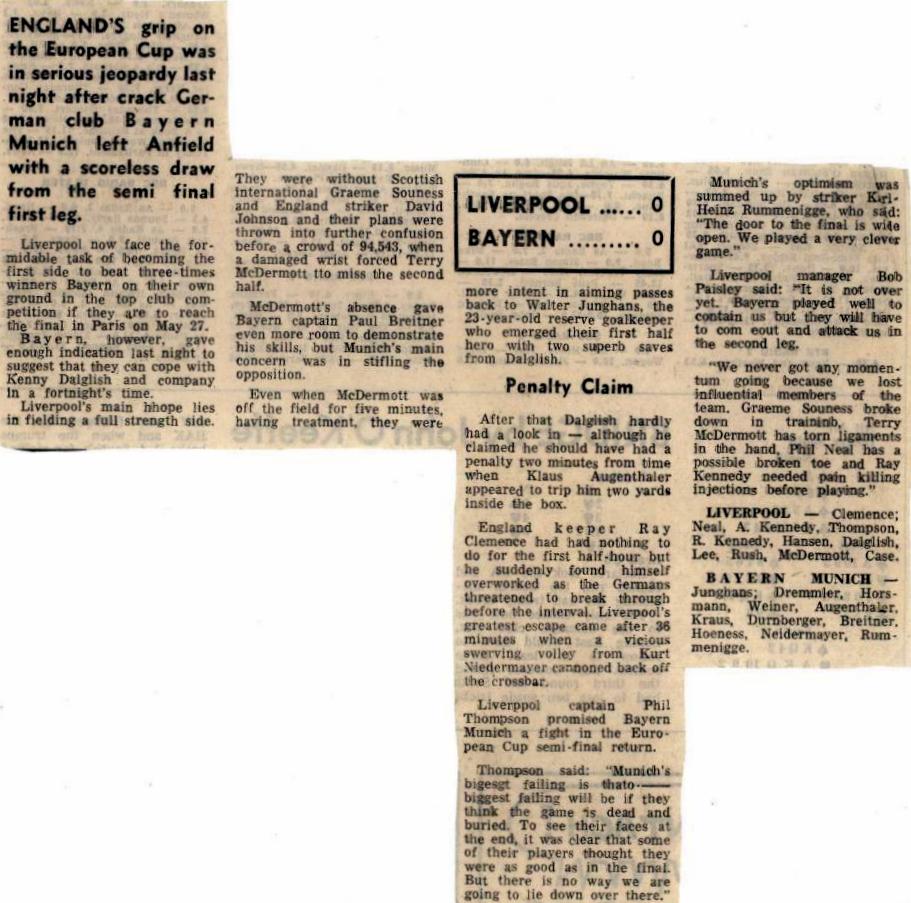 ENGLAND'S grip on
the European Cup was
in serious jeopardy last
night after crack Ger-
man club Bayern
Munich left Anfield
with a scoreless draw
from the semi final
first leg.
Liverpool now face the for-
midable task of becoming the
first side to beat three-times
winners Bayern on their own
ground in the top club com-
petition if they are to reach
the final in Paris on May 27.
Bayern, however, gave
enough indication last night to
suggest that they can cope with
Kenny Dalglish and company
in a fortnight's time.
Liverpool's main hhope lies
in fielding a full strength side.
They were without Scottish
international Graeme Souness
and England striker David
Johnson and their plans were
thrown into further confusion
before a crowd of 94,543, when
a damaged wrist forced Terry
McDermott tto miss the second
half.
McDermott's absence gave
Bayern captain Paul Breitner
even more room to demonstrate
his skills, but Munich's main
concern was in stifling the
opposition.
Even when McDermott was
off the field for five minutes,
having treatment, they were
LIVERPOOL ...... 0
BAYERN ......... 0
more intent in aiming passes
back to Walter Junghans, the
23-year-old reserve goalkeeper
who emerged their first half
hero with two superb saves
from Dalglish.
Penalty Claim
After that Dalglish hardly
had a look in — although he
claimed he should have had a
penalty two minutes from time
when Klaus Augenthaler
appeared to trip him two yards
inside the box.
England keeper Ray
Clemence had had nothing to
do for the first half-hour but
he suddenly found himself
overworked as the Germans
threatened to break through
before the interval. Liverpool's
greatest escape came after 36
minutes when a vicious
swerving volley from Kurt
Niedermayer cannoned back off
the crossbar.
Liverppol captain Phil
Thompson promised Bayern
Munich a fight in the Euro-
pean Cup semi-final return.
Thompson said: "Munich's
bigesgt failing is thato——
biggest failing will be if they
think the game is dead and
buried. To see their faces at
the end, it was clear that some
of their players thought they
were as good as in the final.
But there is no way we are
going to lie down over there."
Munich's optimism was
summed up by striker Karl-
Heinz Rummenigge, who said:
"The door to the final is wide
open. We played a very clever
game."
Liverpool manager Bob
Paisley said: "It is not over
yet. Bayern played well to
contain us but they will have
to com eout and attack us in
the second leg.
"We never got any momen-
tum going because we lost
influential members of the
team. Graeme Souness broke
down in traininb, Terry
McDermott has torn ligaments
in the hand, Phil Neal has a
possible broken toe and Ray
Kennedy needed pain killing
injections before playing."
LIVERPOOL — Clemence;
Neal, A. Kennedy, Thompson,
R. Kennedy, Hansen, Dalglish,
Lee, Rush, McDermott, Case.
BAYERN MUNICH —
Junghans; Dremmler, Hors-
mann, Weiner, Augenthaler,
Kraus, Durnberger, Breitner,
Hoeness, Neidermayer, Rum-
menigge.